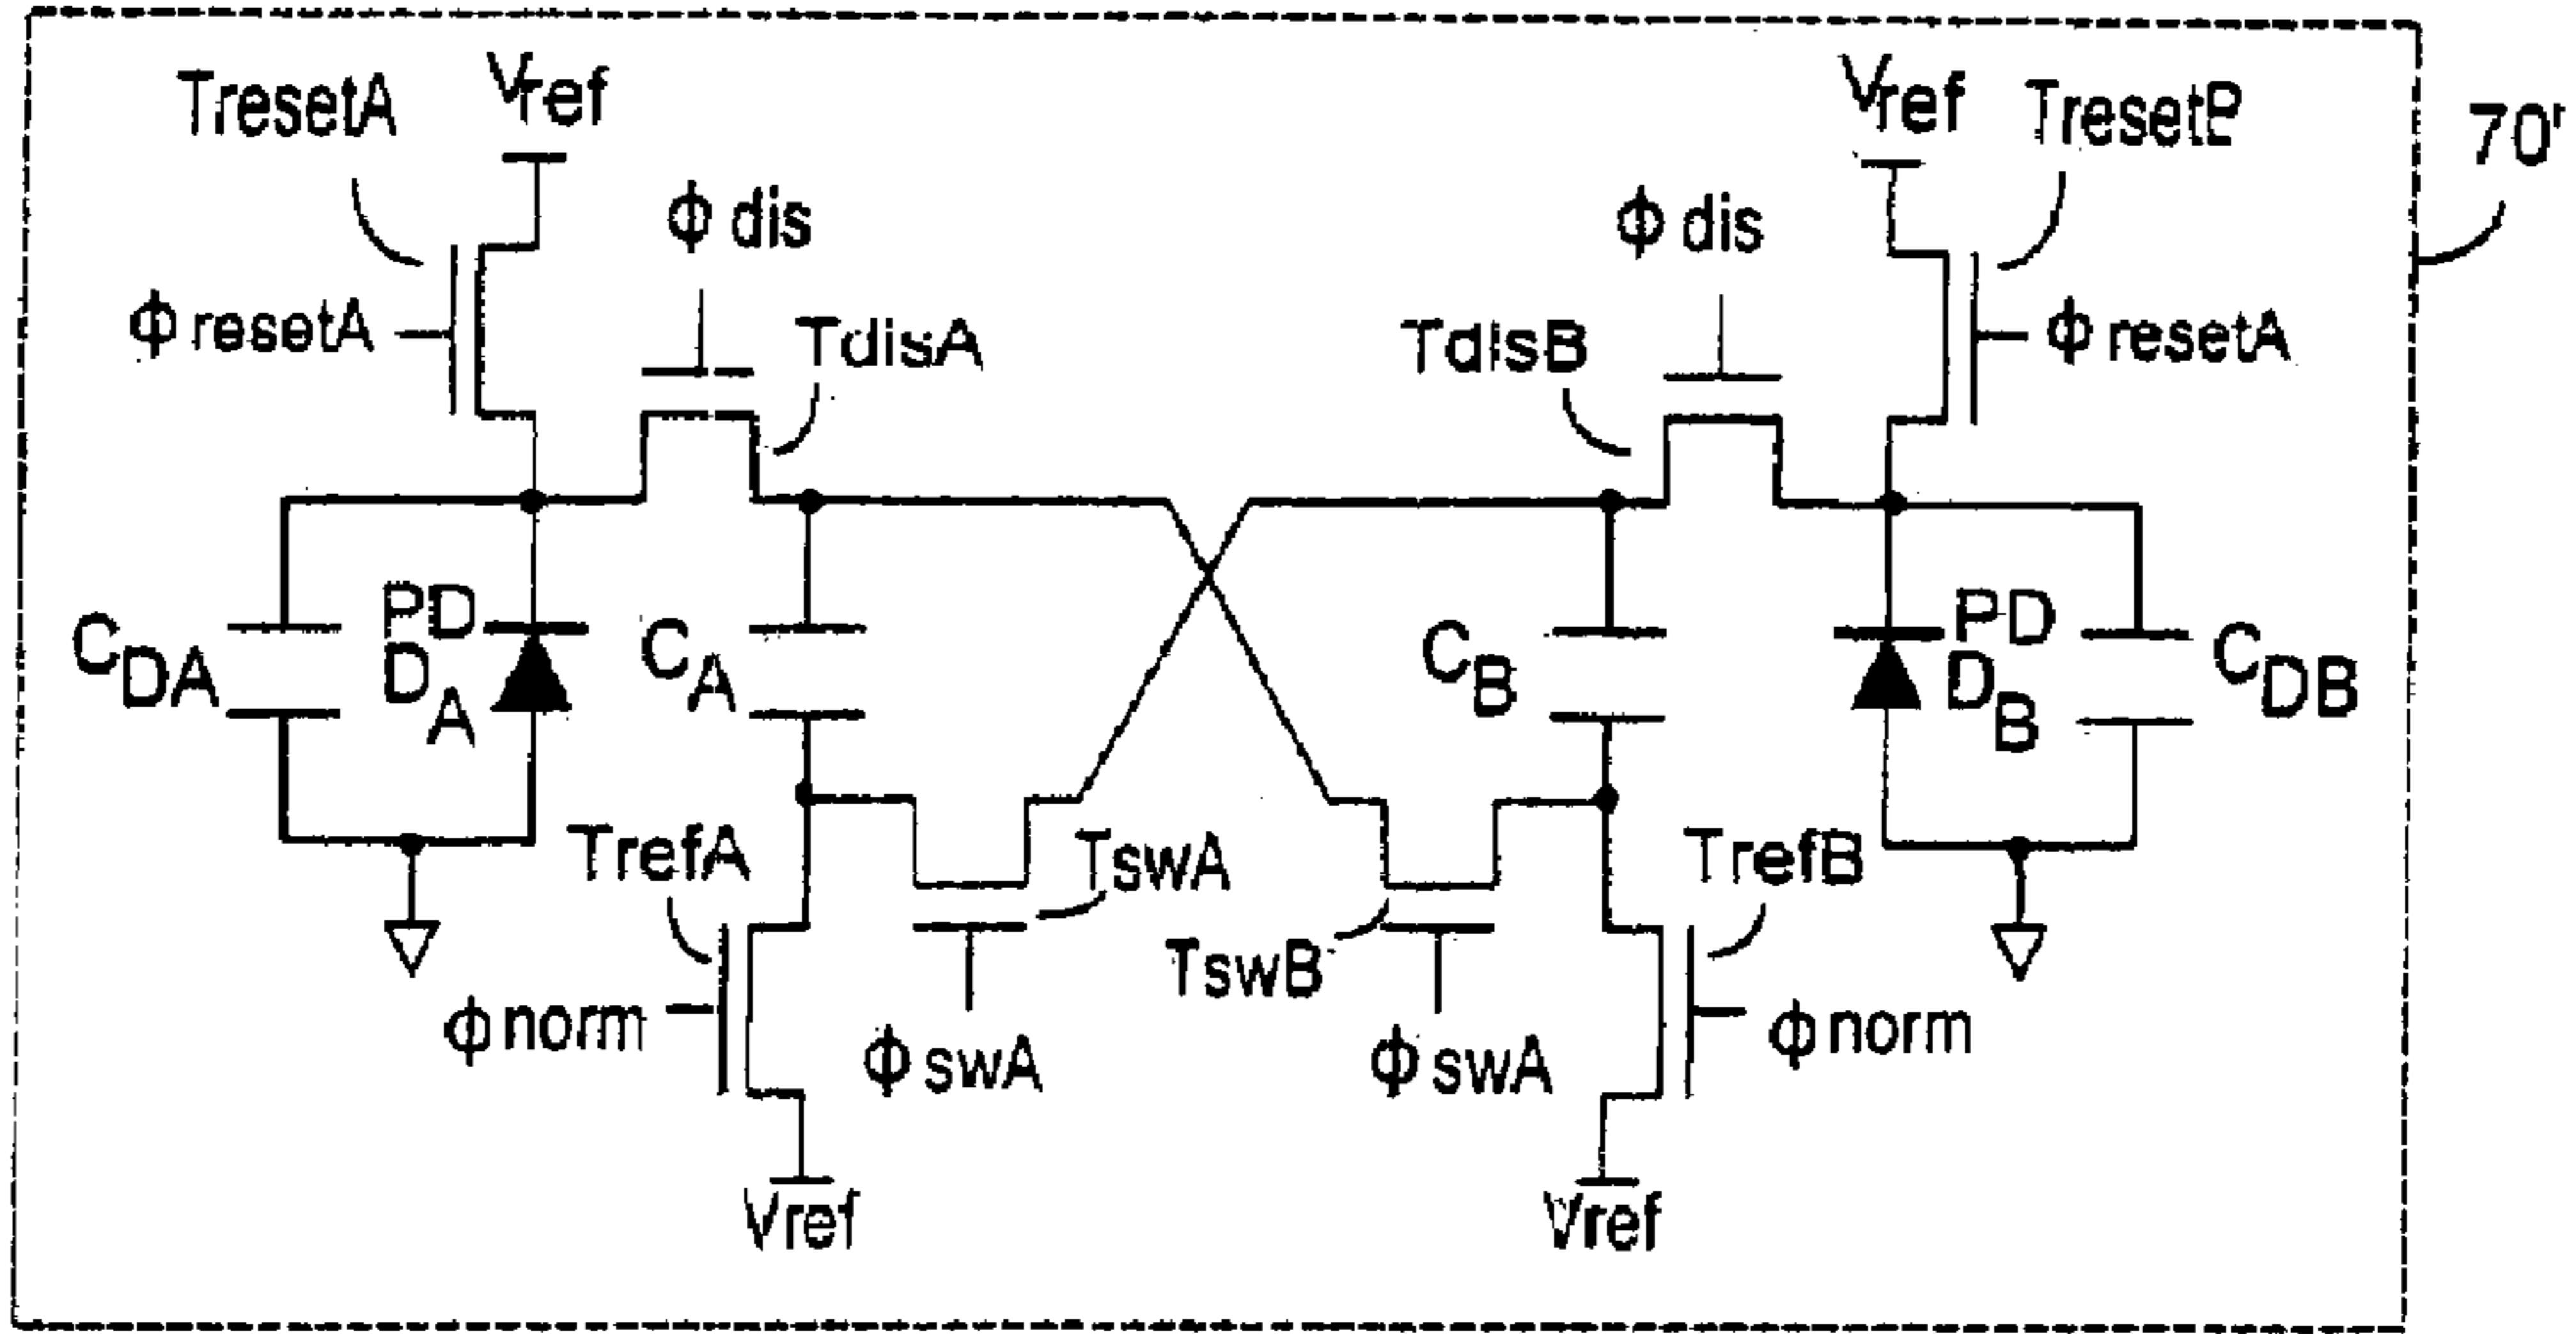 TresetA
Vref
Vref
TresetB
70'
ϕ dis
ϕ dis
ϕ resetA
TdisA
TdisB
ϕ resetA
CDA
PD
DA
CA
CB
PD
DB
CDB
TrefA
TswA
TswB
TrefB
ϕ norm
ϕ swA
ϕ swA
ϕ norm
Vref
Vref